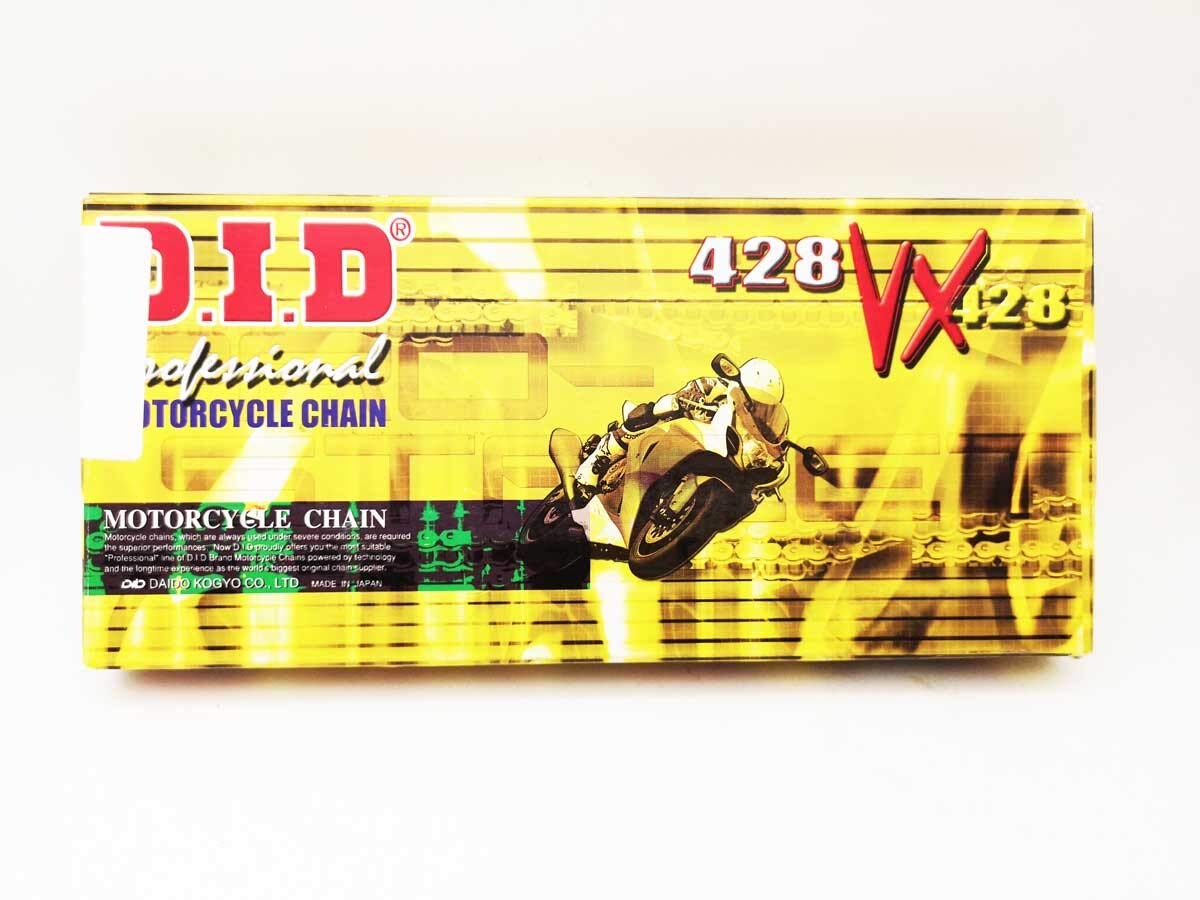 D.I.D®
428 VX 428
Professional
MOTORCYCLE CHAIN
MOTORCYCLE CHAIN
Motorcycle chains, which are always used under severe conditions, are required
the superior performances. Now D.I.D proudly offers you the most suitable
"Professional" line of D.I.D Brand Motorcycle Chains powered by technology
and the longtime experience as the world's biggest original chain supplier.
DID DAIDO KOGYO CO., LTD. MADE IN JAPAN